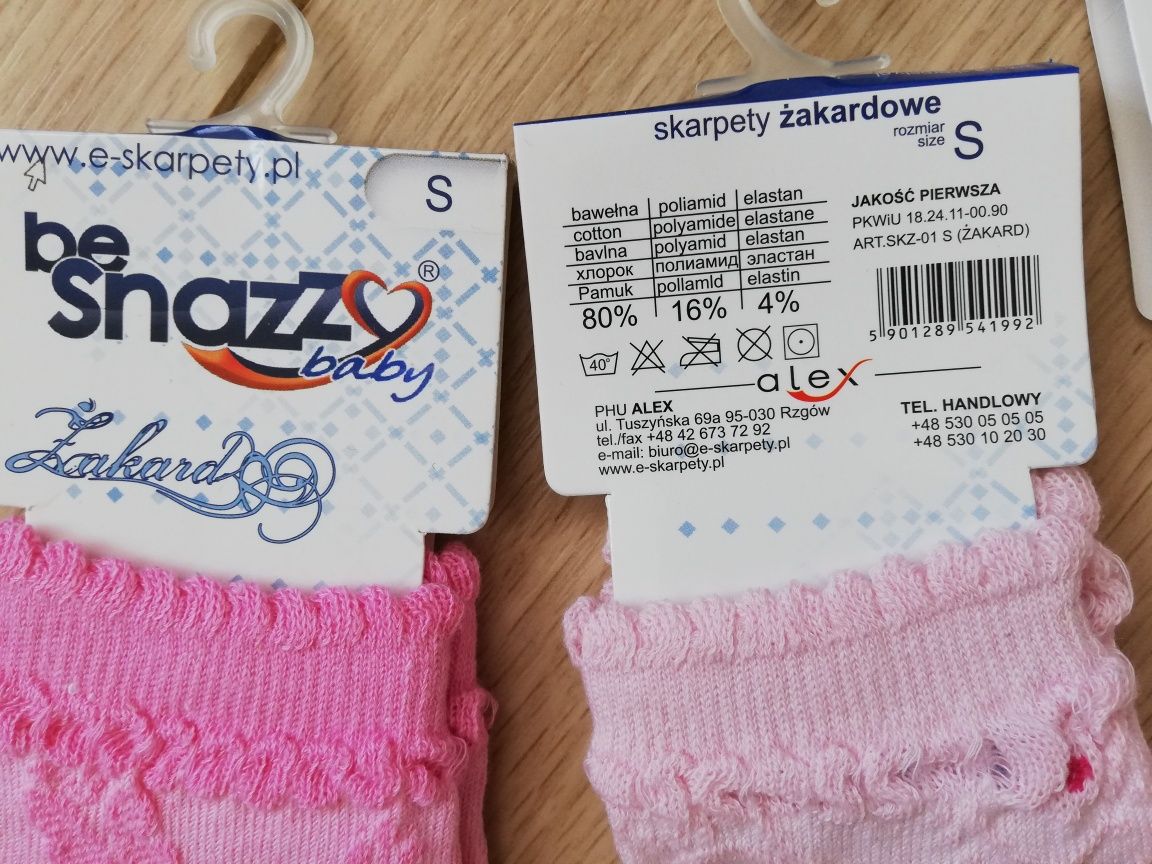 www.e-skarpety.pl
S
be
Snazzy®
baby
Żakard
skarpety żakardowe
rozmiar
size S
bawełna poliamid elastan
cotton polyamide elastane
bavlna polyamid elastan
хлорок полиамид эластан
Pamuk pollamld elastin
80% 16% 4%
40°
JAKOŚĆ PIERWSZA
PKWiU 18.24.11-00.90
ART.SKZ-01 S (ŻAKARD)
5 901289 541992
alex
PHU ALEX
ul. Tuszyńska 69a 95-030 Rzgów
tel./fax +48 42 673 72 92
e-mail: biuro@e-skarpety.pl
www.e-skarpety.pl
TEL. HANDLOWY
+48 530 05 05 05
+48 530 10 20 30